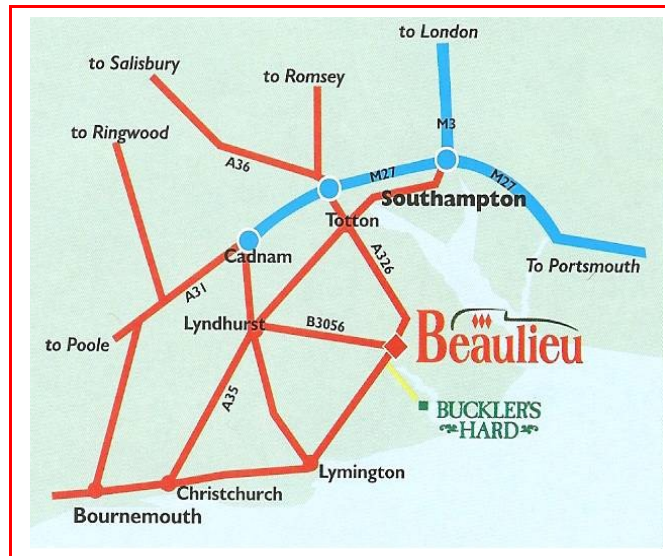 to London
to Salisbury
to Romsey
to Ringwood
M3
A36
M27
M27
Southampton
Totton
Cadnam
A326
To Portsmouth
A31
Lyndhurst
B3056
to Poole
Beaulieu
A35
BUCKLER'S
HARD
Lymington
Christchurch
Bournemouth